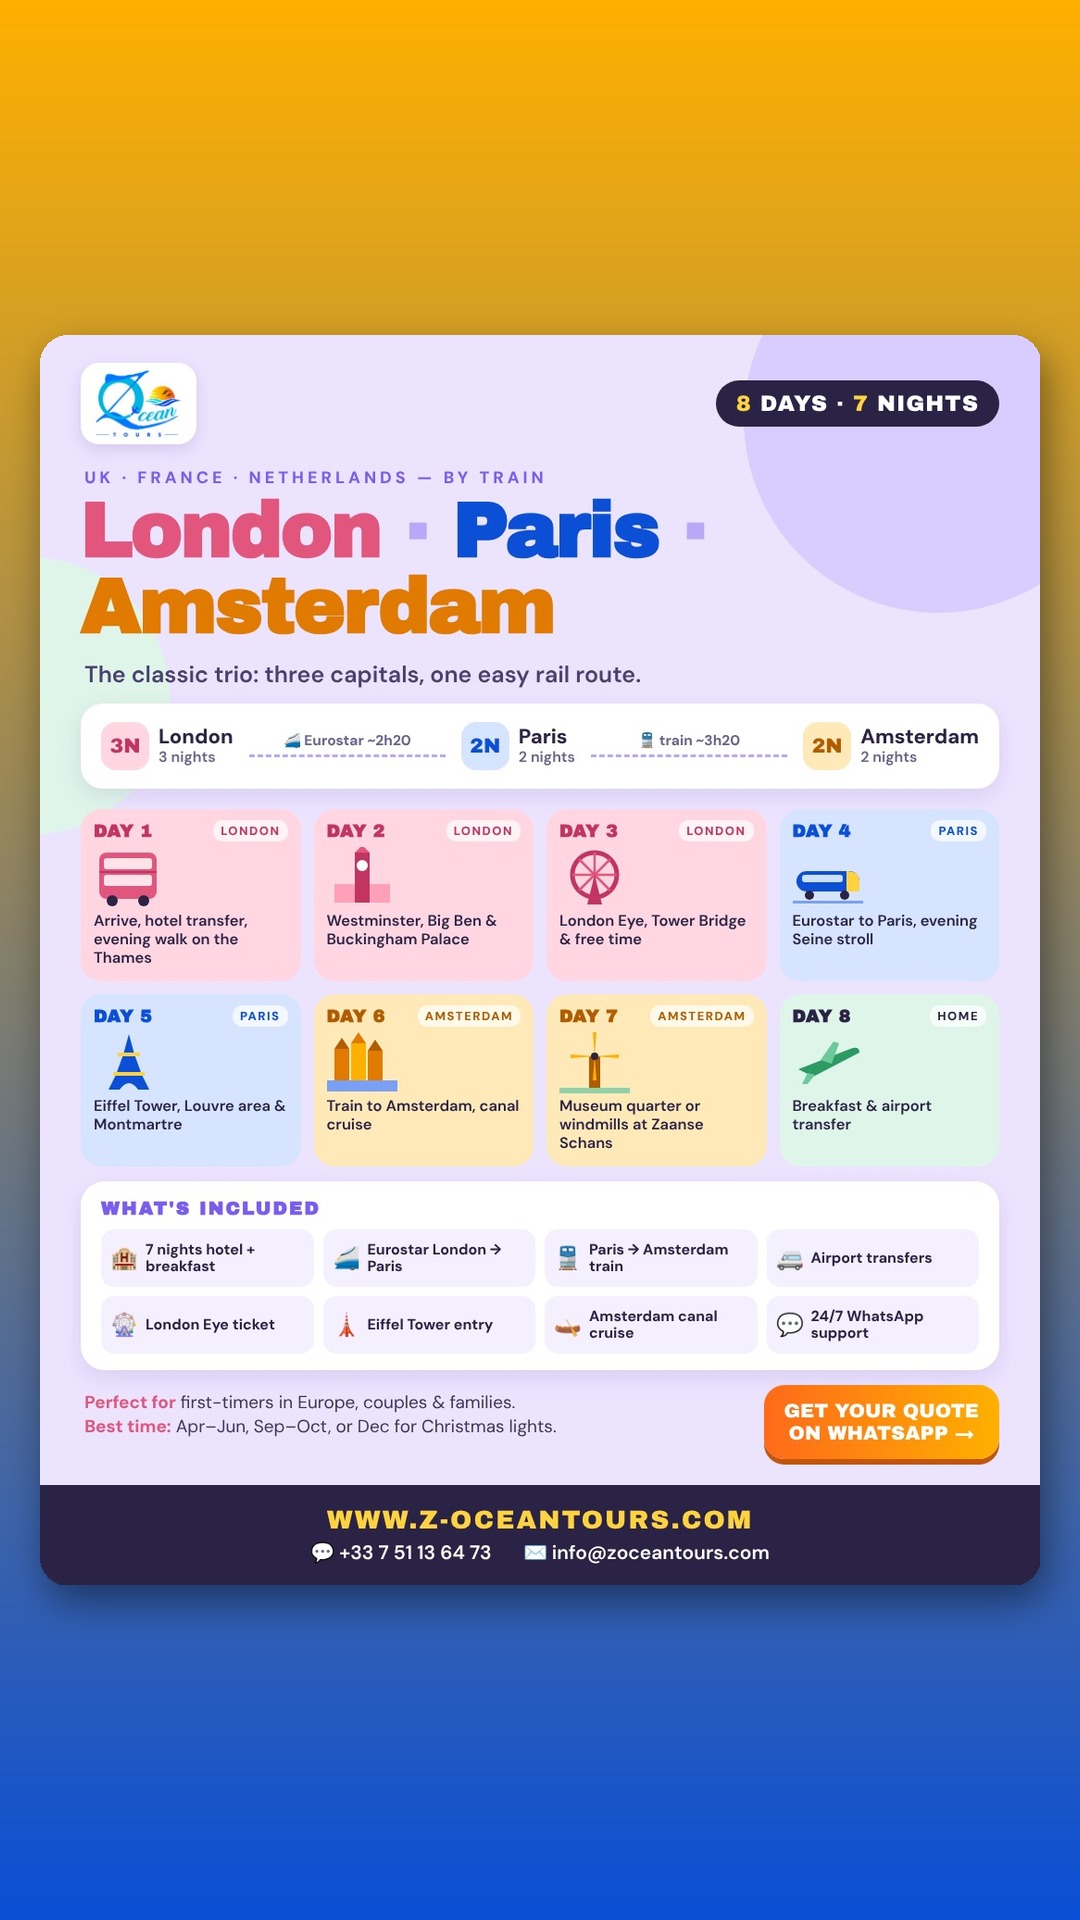 Z Ocean
TOURS
8 DAYS · 7 NIGHTS
UK · FRANCE · NETHERLANDS — BY TRAIN
London · Paris ·
Amsterdam
The classic trio: three capitals, one easy rail route.
3N London
3 nights
🚄 Eurostar ~2h20
2N Paris
2 nights
🚆 train ~3h20
2N Amsterdam
2 nights
DAY 1 LONDON
Arrive, hotel transfer,
evening walk on the
Thames
DAY 2 LONDON
Westminster, Big Ben &
Buckingham Palace
DAY 3 LONDON
London Eye, Tower Bridge
& free time
DAY 4 PARIS
Eurostar to Paris, evening
Seine stroll
DAY 5 PARIS
Eiffel Tower, Louvre area &
Montmartre
DAY 6 AMSTERDAM
Train to Amsterdam, canal
cruise
DAY 7 AMSTERDAM
Museum quarter or
windmills at Zaanse
Schans
DAY 8 HOME
Breakfast & airport
transfer
WHAT'S INCLUDED
7 nights hotel +
breakfast
Eurostar London →
Paris
Paris → Amsterdam
train
Airport transfers
London Eye ticket
Eiffel Tower entry
Amsterdam canal
cruise
24/7 WhatsApp
support
Perfect for first-timers in Europe, couples & families.
Best time: Apr–Jun, Sep–Oct, or Dec for Christmas lights.
GET YOUR QUOTE
ON WHATSAPP →
WWW.Z-OCEANTOURS.COM
💬 +33 7 51 13 64 73 ✉️ info@zoceantours.com